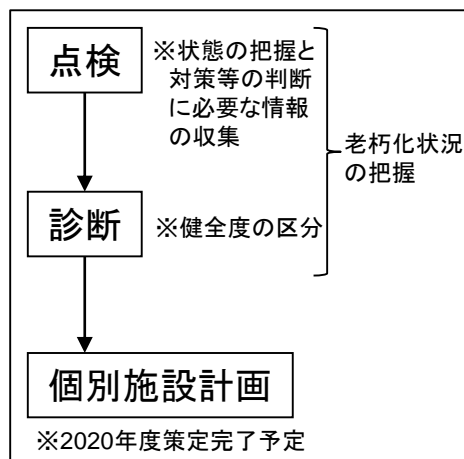 点検
※状態の把握と
対策等の判断
に必要な情報
の収集
老朽化状況
の把握
診断
※健全度の区分
個別施設計画
※2020年度策定完了予定